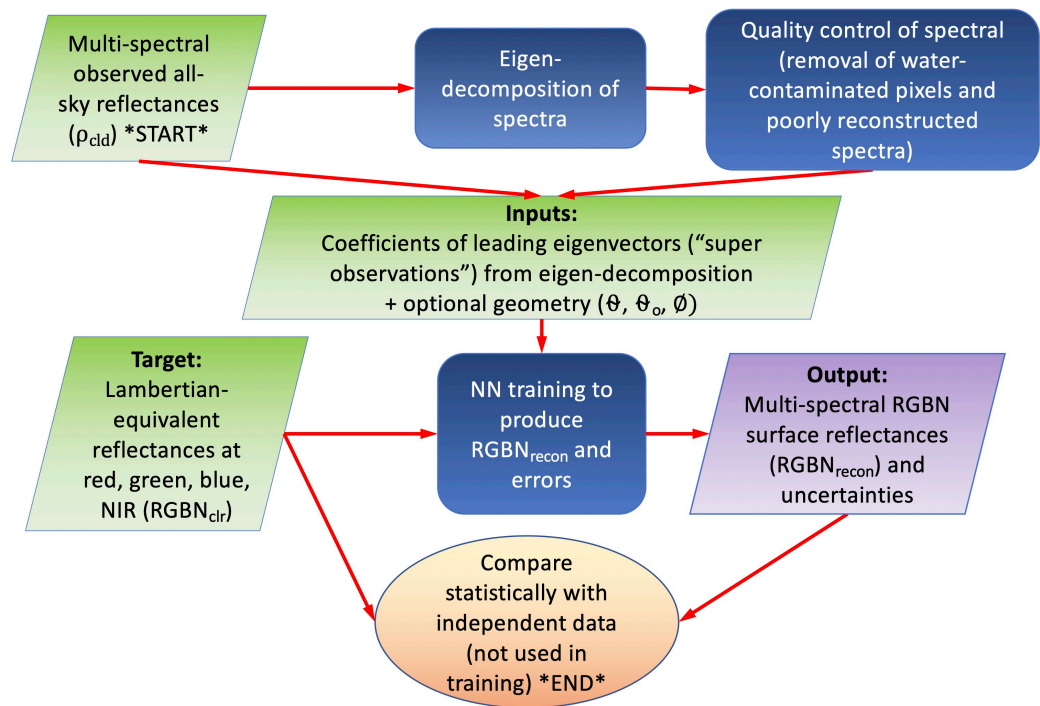 Multi-spectral
observed all-
sky reflectances
(ρcld) *START*
Eigen-
decomposition of
spectra
Quality control of spectral
(removal of water-
contaminated pixels and
poorly reconstructed
spectra)
Inputs:
Coefficients of leading eigenvectors (“super
observations”) from eigen-decomposition
+ optional geometry (ϑ, ϑo, Ø)
Target:
Lambertian-
equivalent
reflectances at
red, green, blue,
NIR (RGBNclr)
NN training to
produce
RGBNrecon and
errors
Output:
Multi-spectral RGBN
surface reflectances
(RGBNrecon) and
uncertainties
Compare
statistically with
independent data
(not used in
training) *END*